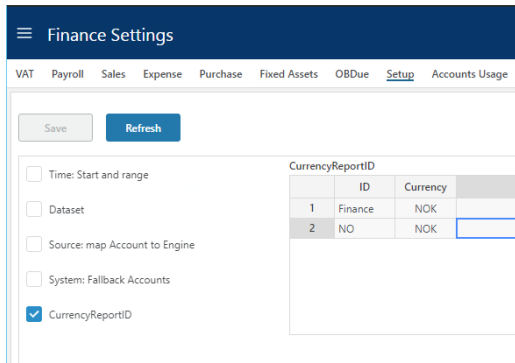 Finance Settings
VAT Payroll Sales Expense Purchase Fixed Assets OBDue Setup Accounts Usage
Save Refresh
Time: Start and range
Dataset
Source: map Account to Engine
System: Fallback Accounts
CurrencyReportID
CurrencyReportID
ID Currency
1 Finance NOK
2 NO NOK